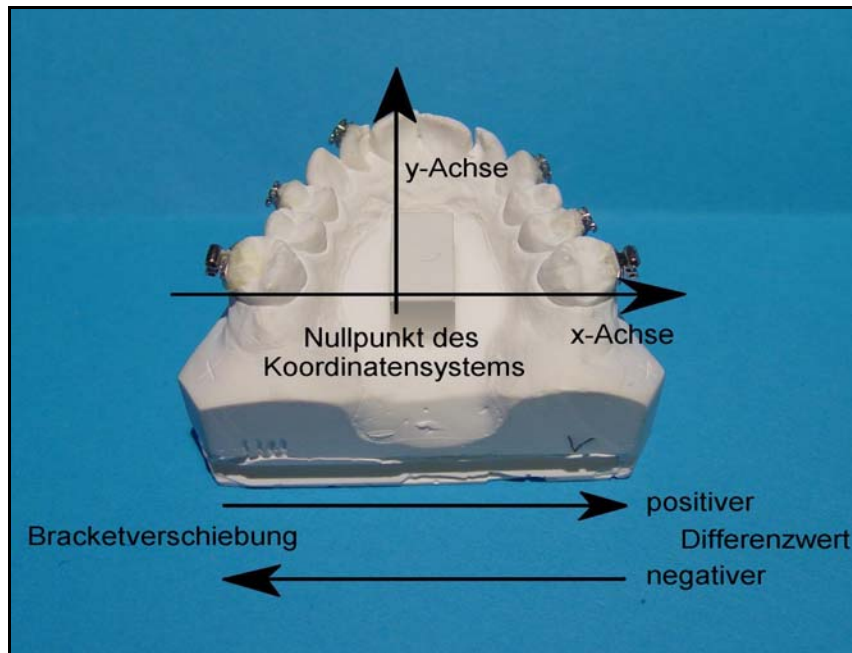 y-Achse
Nullpunkt des
Koordinatensystems
x-Achse
positiver
Bracketverschiebung
Differenzwert
negativer